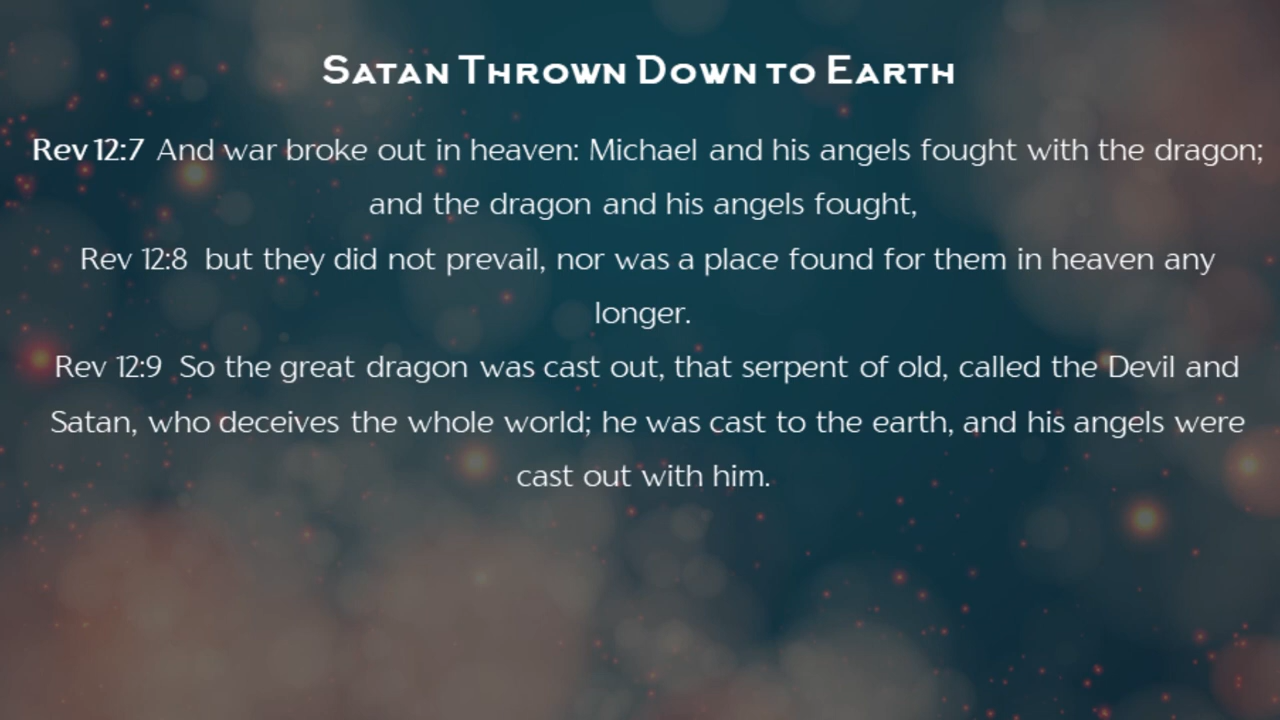 Satan Thrown Down to Earth
Rev 12:7 And war broke out in heaven: Michael and his angels fought with the dragon;
and the dragon and his angels fought,
Rev 12:8 but they did not prevail, nor was a place found for them in heaven any
longer.
Rev 12:9 So the great dragon was cast out, that serpent of old, called the Devil and
Satan, who deceives the whole world; he was cast to the earth, and his angels were
cast out with him.